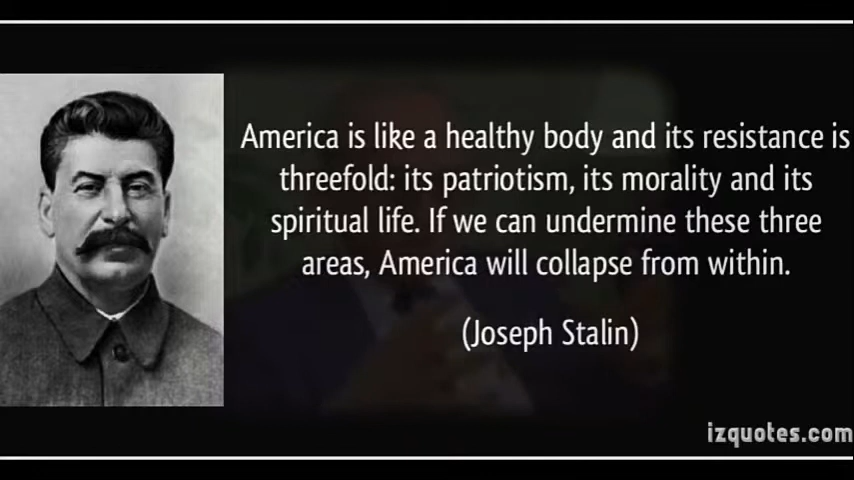 America is like a healthy body and its resistance is
threefold: its patriotism, its morality and its
spiritual life. If we can undermine these three
areas, America will collapse from within.
(Joseph Stalin)
izquotes.com